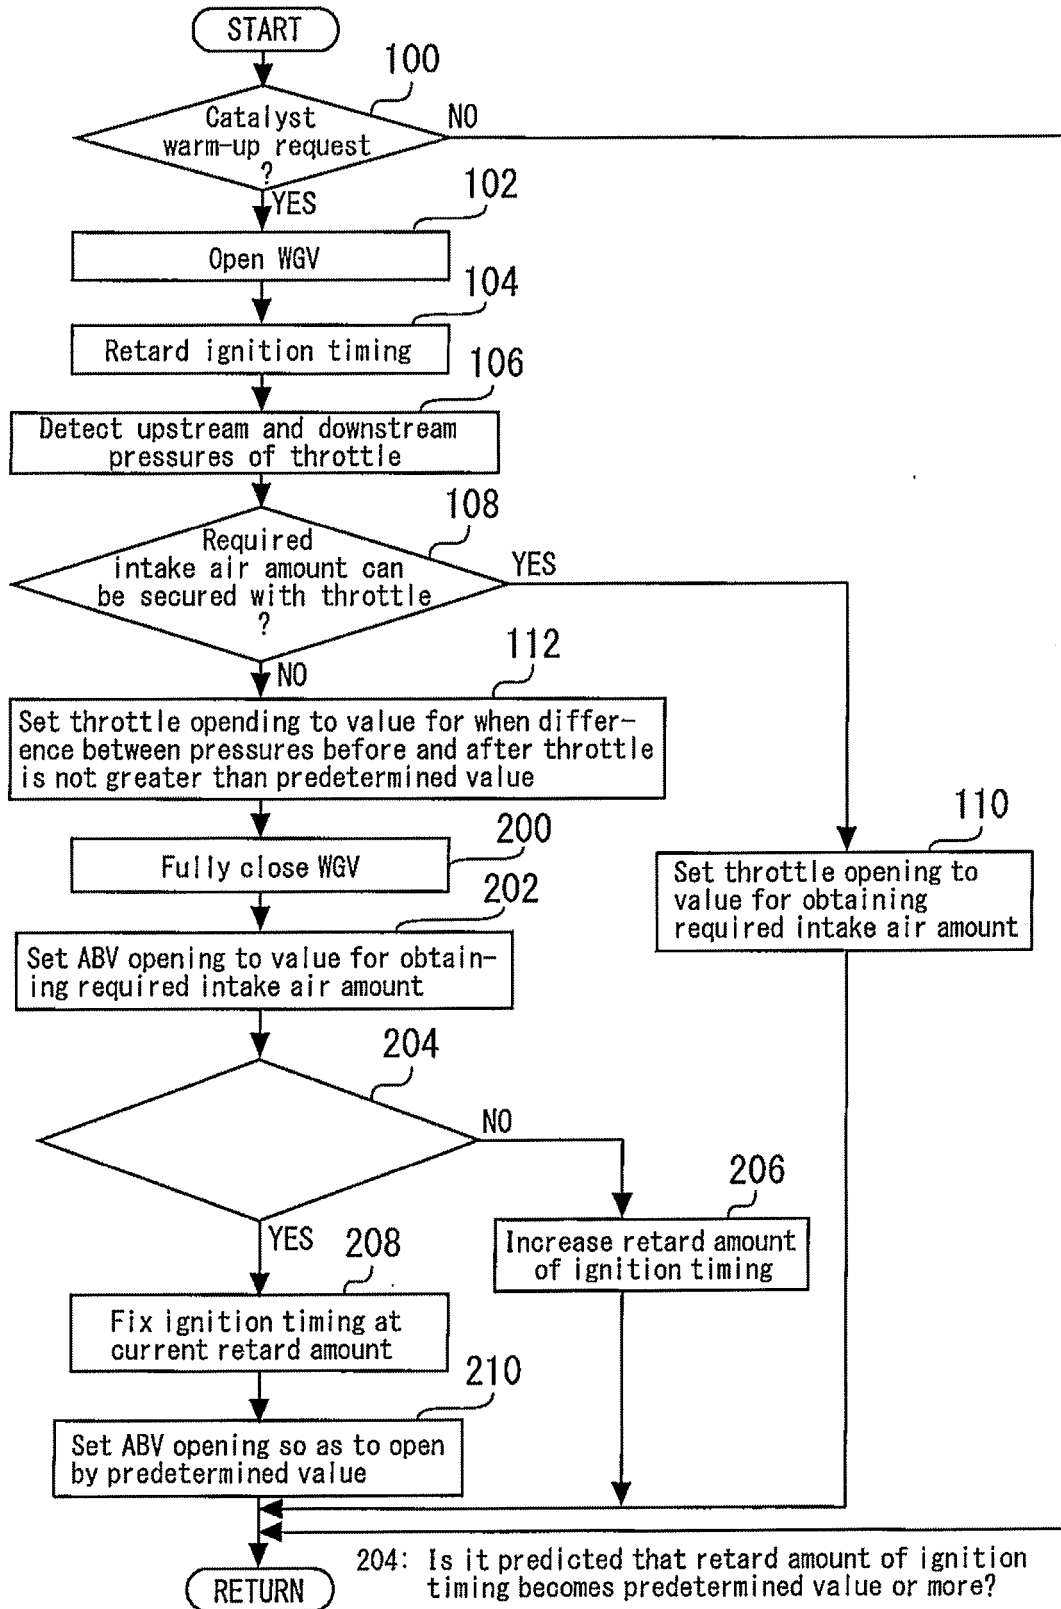 START
100
Catalyst
warm-up request
?
NO
YES
102
Open WGV
104
Retard ignition timing
106
Detect upstream and downstream
pressures of throttle
108
Required
intake air amount can
be secured with throttle
?
YES
NO
112
Set throttle opending to value for when differ-
ence between pressures before and after throttle
is not greater than predetermined value
200
Fully close WGV
110
Set throttle opening to
value for obtaining
required intake air amount
202
Set ABV opening to value for obtain-
ing required intake air amount
204
NO
YES
206
Increase retard amount
of ignition timing
208
Fix ignition timing at
current retard amount
210
Set ABV opening so as to open
by predetermined value
RETURN
204: Is it predicted that retard amount of ignition
timing becomes predetermined value or more?